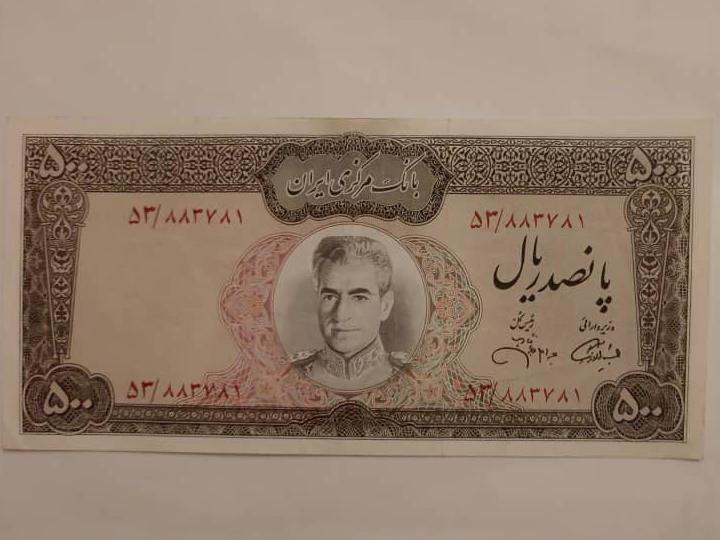 ۵۰۰ ۵۰۰
بانک مرکزی ایران
۵۳/۸۸۳۷۸۱ ۵۳/۸۸۳۷۸۱
پانصد ریال
وزیر دارائی رئیس کل
۵۳/۸۸۳۷۸۱ ۵۳/۸۸۳۷۸۱
۵۰۰ ۵۰۰